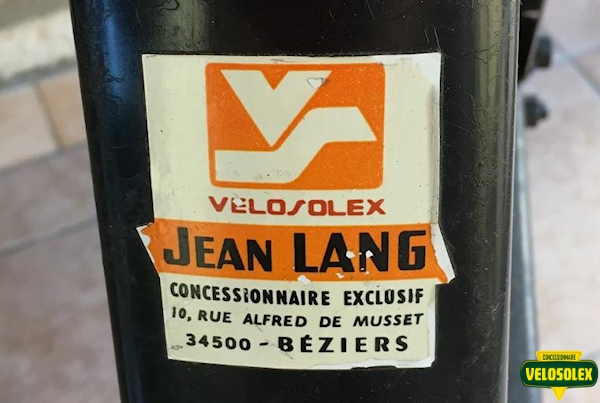 VELOSOLEX
JEAN LANG
CONCESSIONNAIRE EXCLUSIF
10, RUE ALFRED DE MUSSET
34500 - BÉZIERS
CONCESSIONNAIRE
VELOSOLEX